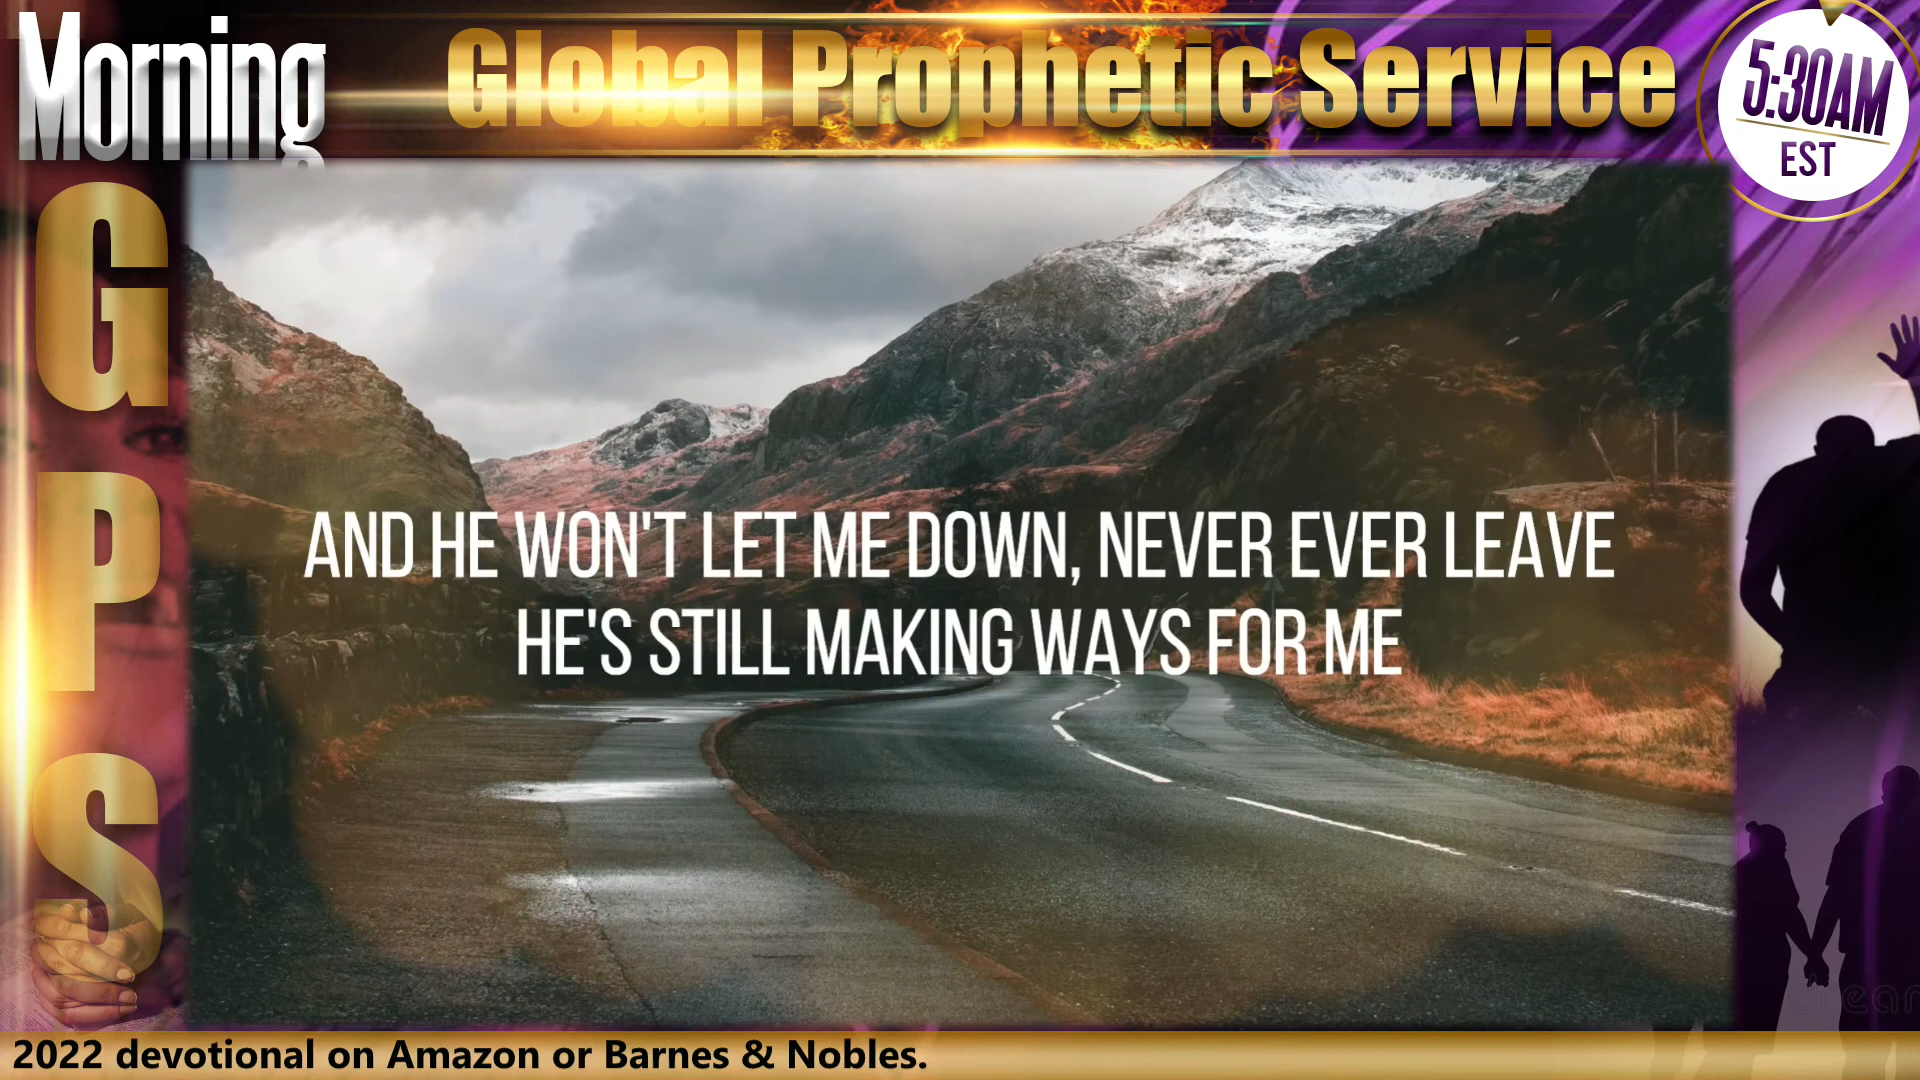 Morning
Global Prophetic Service
5:30AM
EST
G
P
S
AND HE WON'T LET ME DOWN, NEVER EVER LEAVE
HE'S STILL MAKING WAYS FOR ME
2022 devotional on Amazon or Barnes & Nobles.